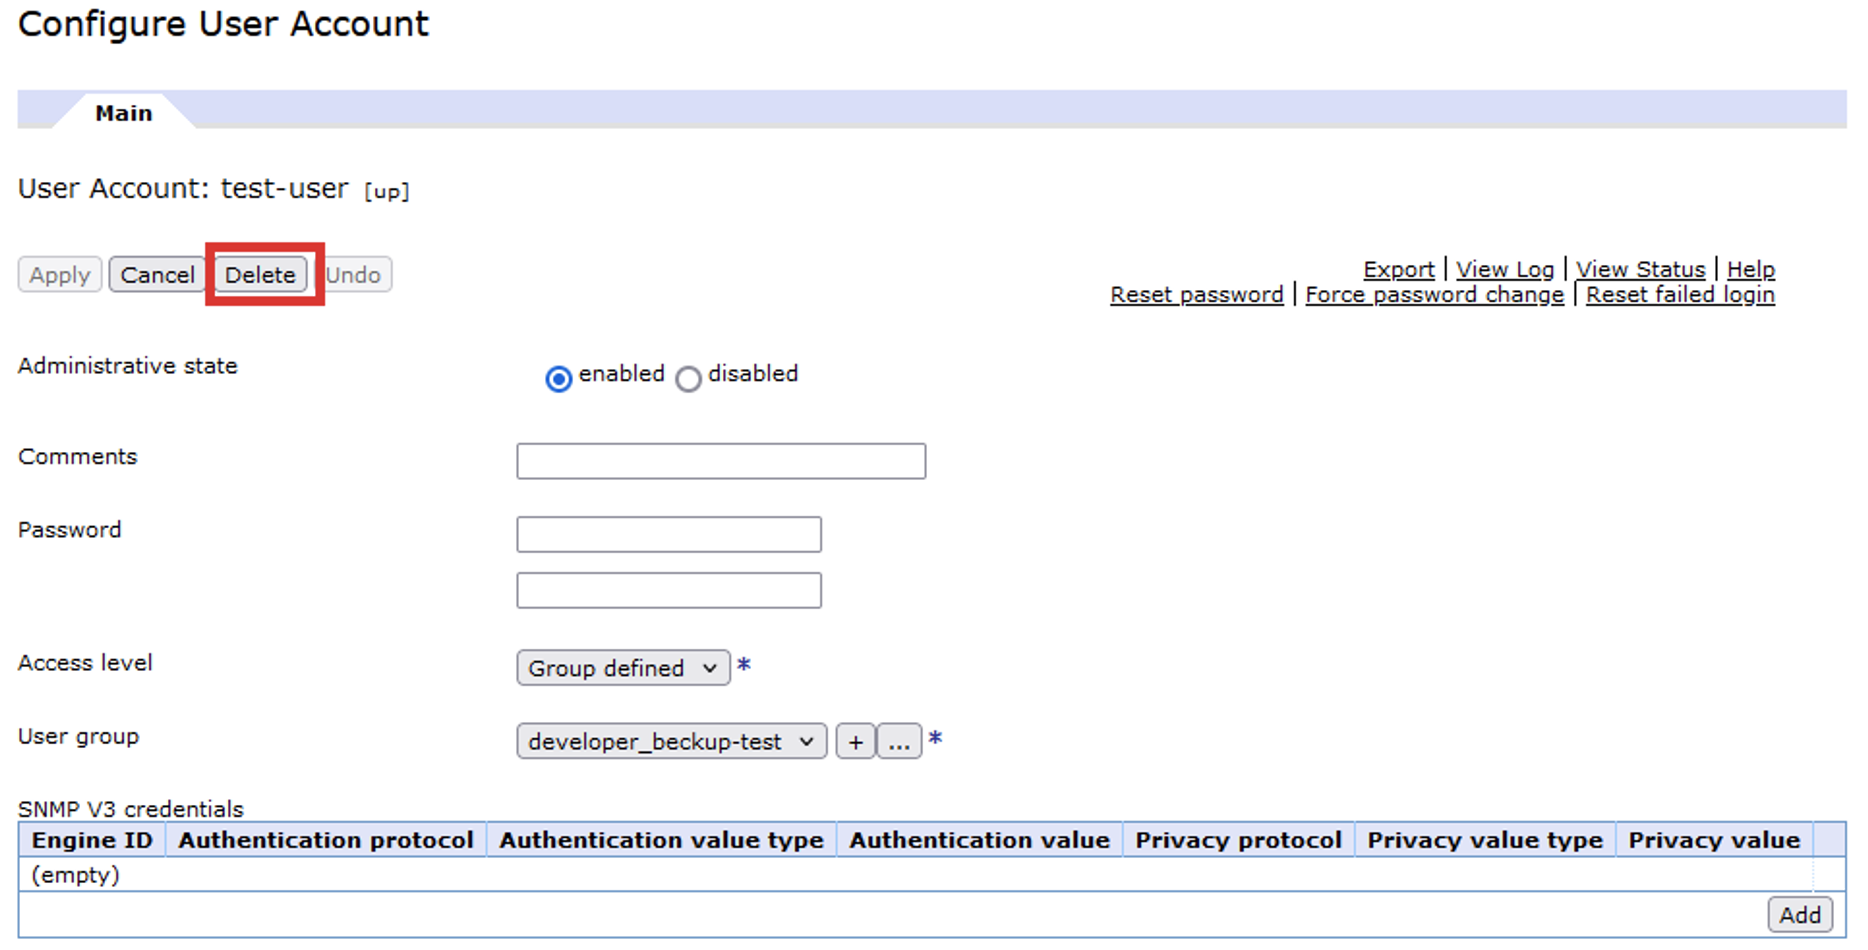 Configure User Account
Main
User Account: test-user [up]
Apply Cancel Delete Undo
Export | View Log | View Status | Help
Reset password | Force password change | Reset failed login
Administrative state enabled disabled
Comments
Password
Access level Group defined *
User group developer_beckup-test + ... *
SNMP V3 credentials
Engine ID Authentication protocol Authentication value type Authentication value Privacy protocol Privacy value type Privacy value
(empty)
Add